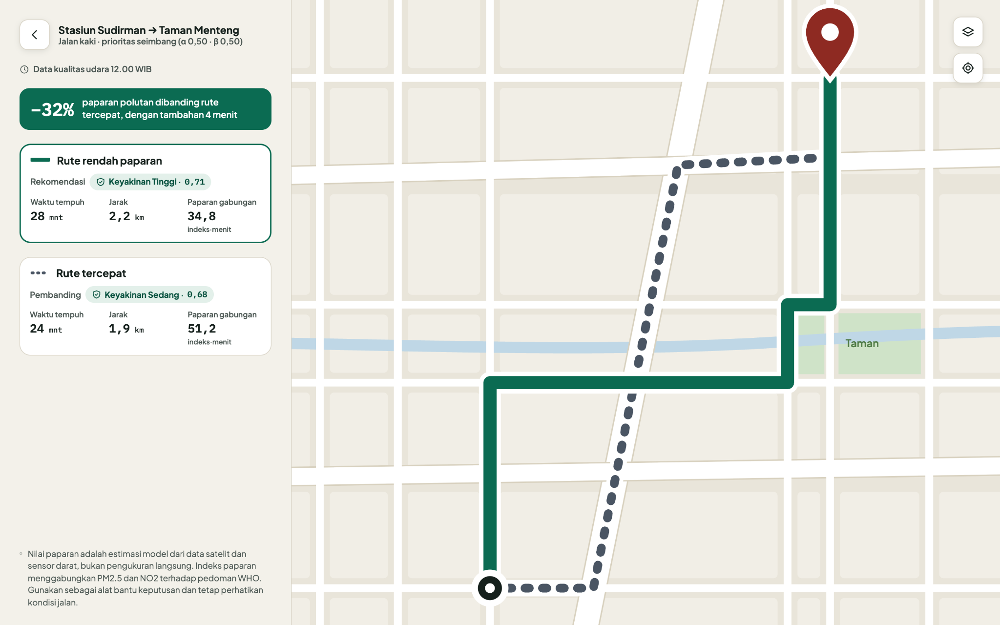 Stasiun Sudirman → Taman Menteng
Jalan kaki · prioritas seimbang (α 0,50 · β 0,50)
Data kualitas udara 12.00 WIB
−32%
paparan polutan dibanding rute
tercepat, dengan tambahan 4 menit
Rute rendah paparan
Rekomendasi
Keyakinan Tinggi · 0,71
Waktu tempuh
28 mnt
Jarak
2,2 km
Paparan gabungan
34,8
indeks·menit
Rute tercepat
Pembanding
Keyakinan Sedang · 0,68
Waktu tempuh
24 mnt
Jarak
1,9 km
Paparan gabungan
51,2
indeks·menit
Nilai paparan adalah estimasi model dari data satelit dan
sensor darat, bukan pengukuran langsung. Indeks paparan
menggabungkan PM2.5 dan NO2 terhadap pedoman WHO.
Gunakan sebagai alat bantu keputusan dan tetap perhatikan
kondisi jalan.
Taman